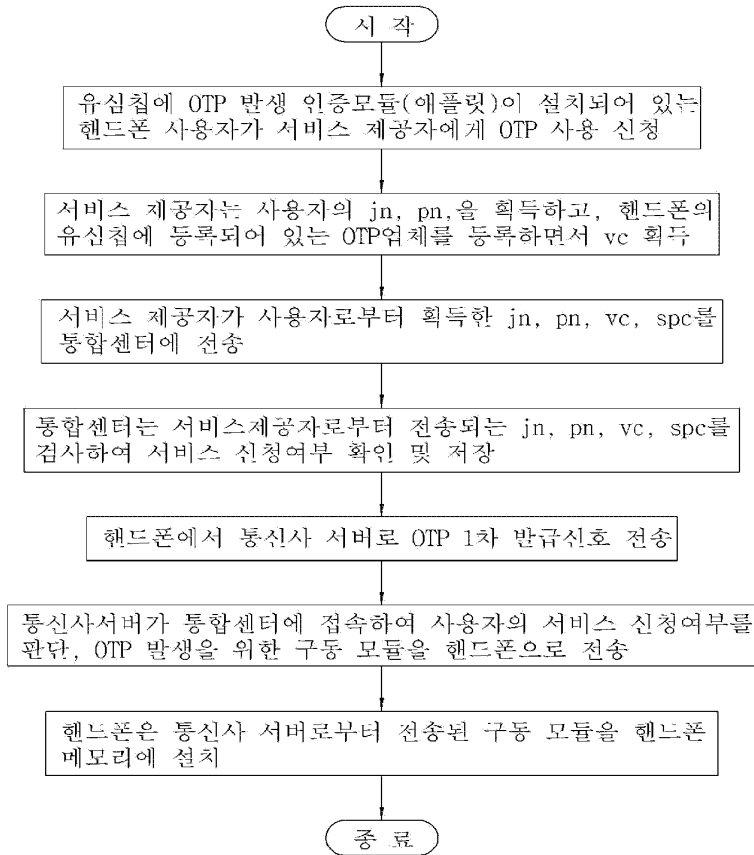 시 작
유심칩에 OTP 발생 인증모듈(애플릿)이 설치되어 있는
핸드폰 사용자가 서비스 제공자에게 OTP 사용 신청
서비스 제공자는 사용자의 jn, pn,을 획득하고, 핸드폰의
유심칩에 등록되어 있는 OTP업체를 등록하면서 vc 획득
서비스 제공자가 사용자로부터 획득한 jn, pn, vc, spc를
통합센터에 전송
통합센터는 서비스제공자로부터 전송되는 jn, pn, vc, spc를
검사하여 서비스 신청여부 확인 및 저장
핸드폰에서 통신사 서버로 OTP 1차 발급신호 전송
통신사서버가 통합센터에 접속하여 사용자의 서비스 신청여부를
판단, OTP 발생을 위한 구동 모듈을 핸드폰으로 전송
핸드폰은 통신사 서버로부터 전송된 구동 모듈을 핸드폰
메모리에 설치
종 료